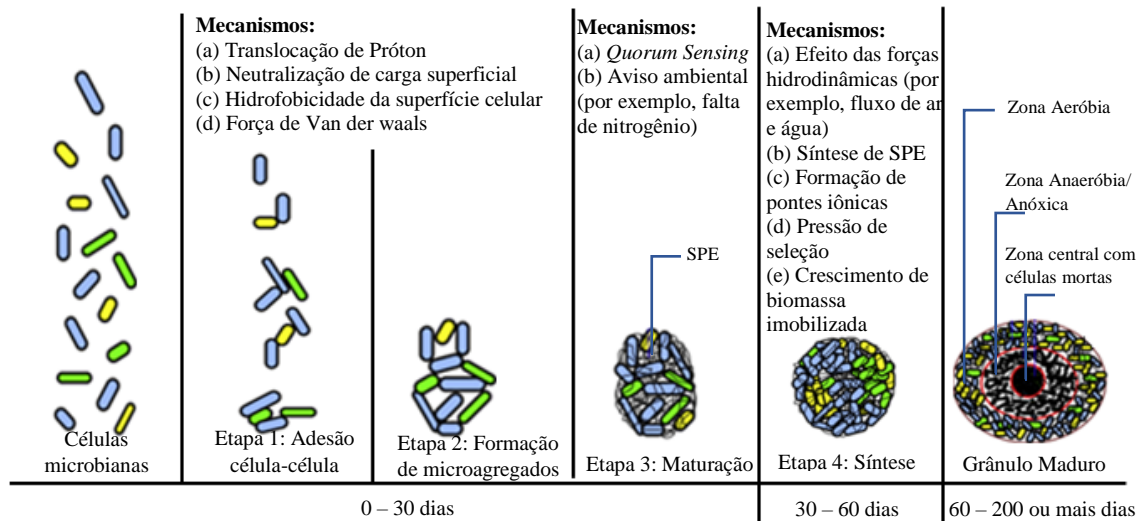 Mecanismos:
(a) Translocação de Próton
(b) Neutralização de carga superficial
(c) Hidrofobicidade da superfície celular
(d) Força de Van der waals
Mecanismos:
(a) Quorum Sensing
(b) Aviso ambiental
(por exemplo, falta
de nitrogênio)
Mecanismos:
(a) Efeito das forças
hidrodinâmicas (por
exemplo, fluxo de ar
e água)
(b) Síntese de SPE
(c) Formação de
pontes iônicas
(d) Pressão de
seleção
(e) Crescimento de
biomassa
imobilizada
Zona Aeróbia
Zona Anaeróbia/
Anóxica
Zona central com
células mortas
SPE
Células
microbianas
Etapa 1: Adesão
célula-célula
Etapa 2: Formação
de microagregados
Etapa 3: Maturação
Etapa 4: Síntese
Grânulo Maduro
0 – 30 dias
30 – 60 dias
60 – 200 ou mais dias